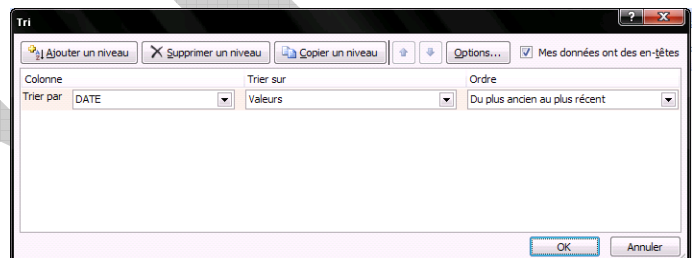 Tri
Ajouter un niveau Supprimer un niveau Copier un niveau Options... Mes données ont des en-têtes
Colonne Trier sur Ordre
Trier par DATE Valeurs Du plus ancien au plus récent
OK Annuler